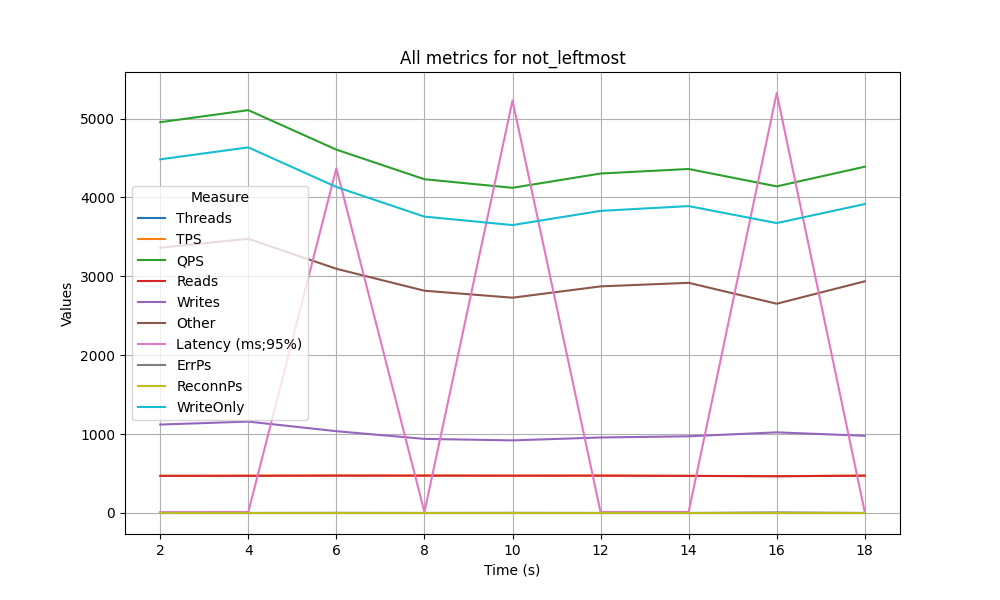 All metrics for not_leftmost
Values
5000
4000
3000
2000
1000
0
Measure
Threads
TPS
QPS
Reads
Writes
Other
Latency (ms;95%)
ErrPs
ReconnPs
WriteOnly
2 4 6 8 10 12 14 16 18
Time (s)